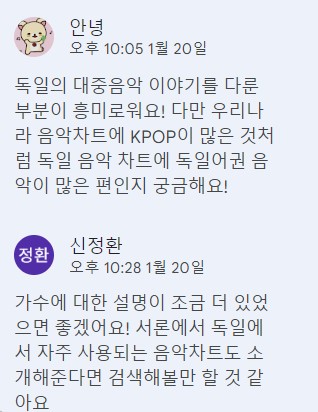 안녕
오후 10:05 1월 20일
독일의 대중음악 이야기를 다룬
부분이 흥미로워요! 다만 우리나
라 음악차트에 KPOP이 많은 것처
럼 독일 음악 차트에 독일어권 음
악이 많은 편인지 궁금해요!
정환
신정환
오후 10:28 1월 20일
가수에 대한 설명이 조금 더 있었
으면 좋겠어요! 서론에서 독일에
서 자주 사용되는 음악차트도 소
개해준다면 검색해볼만 할 것 같
아요